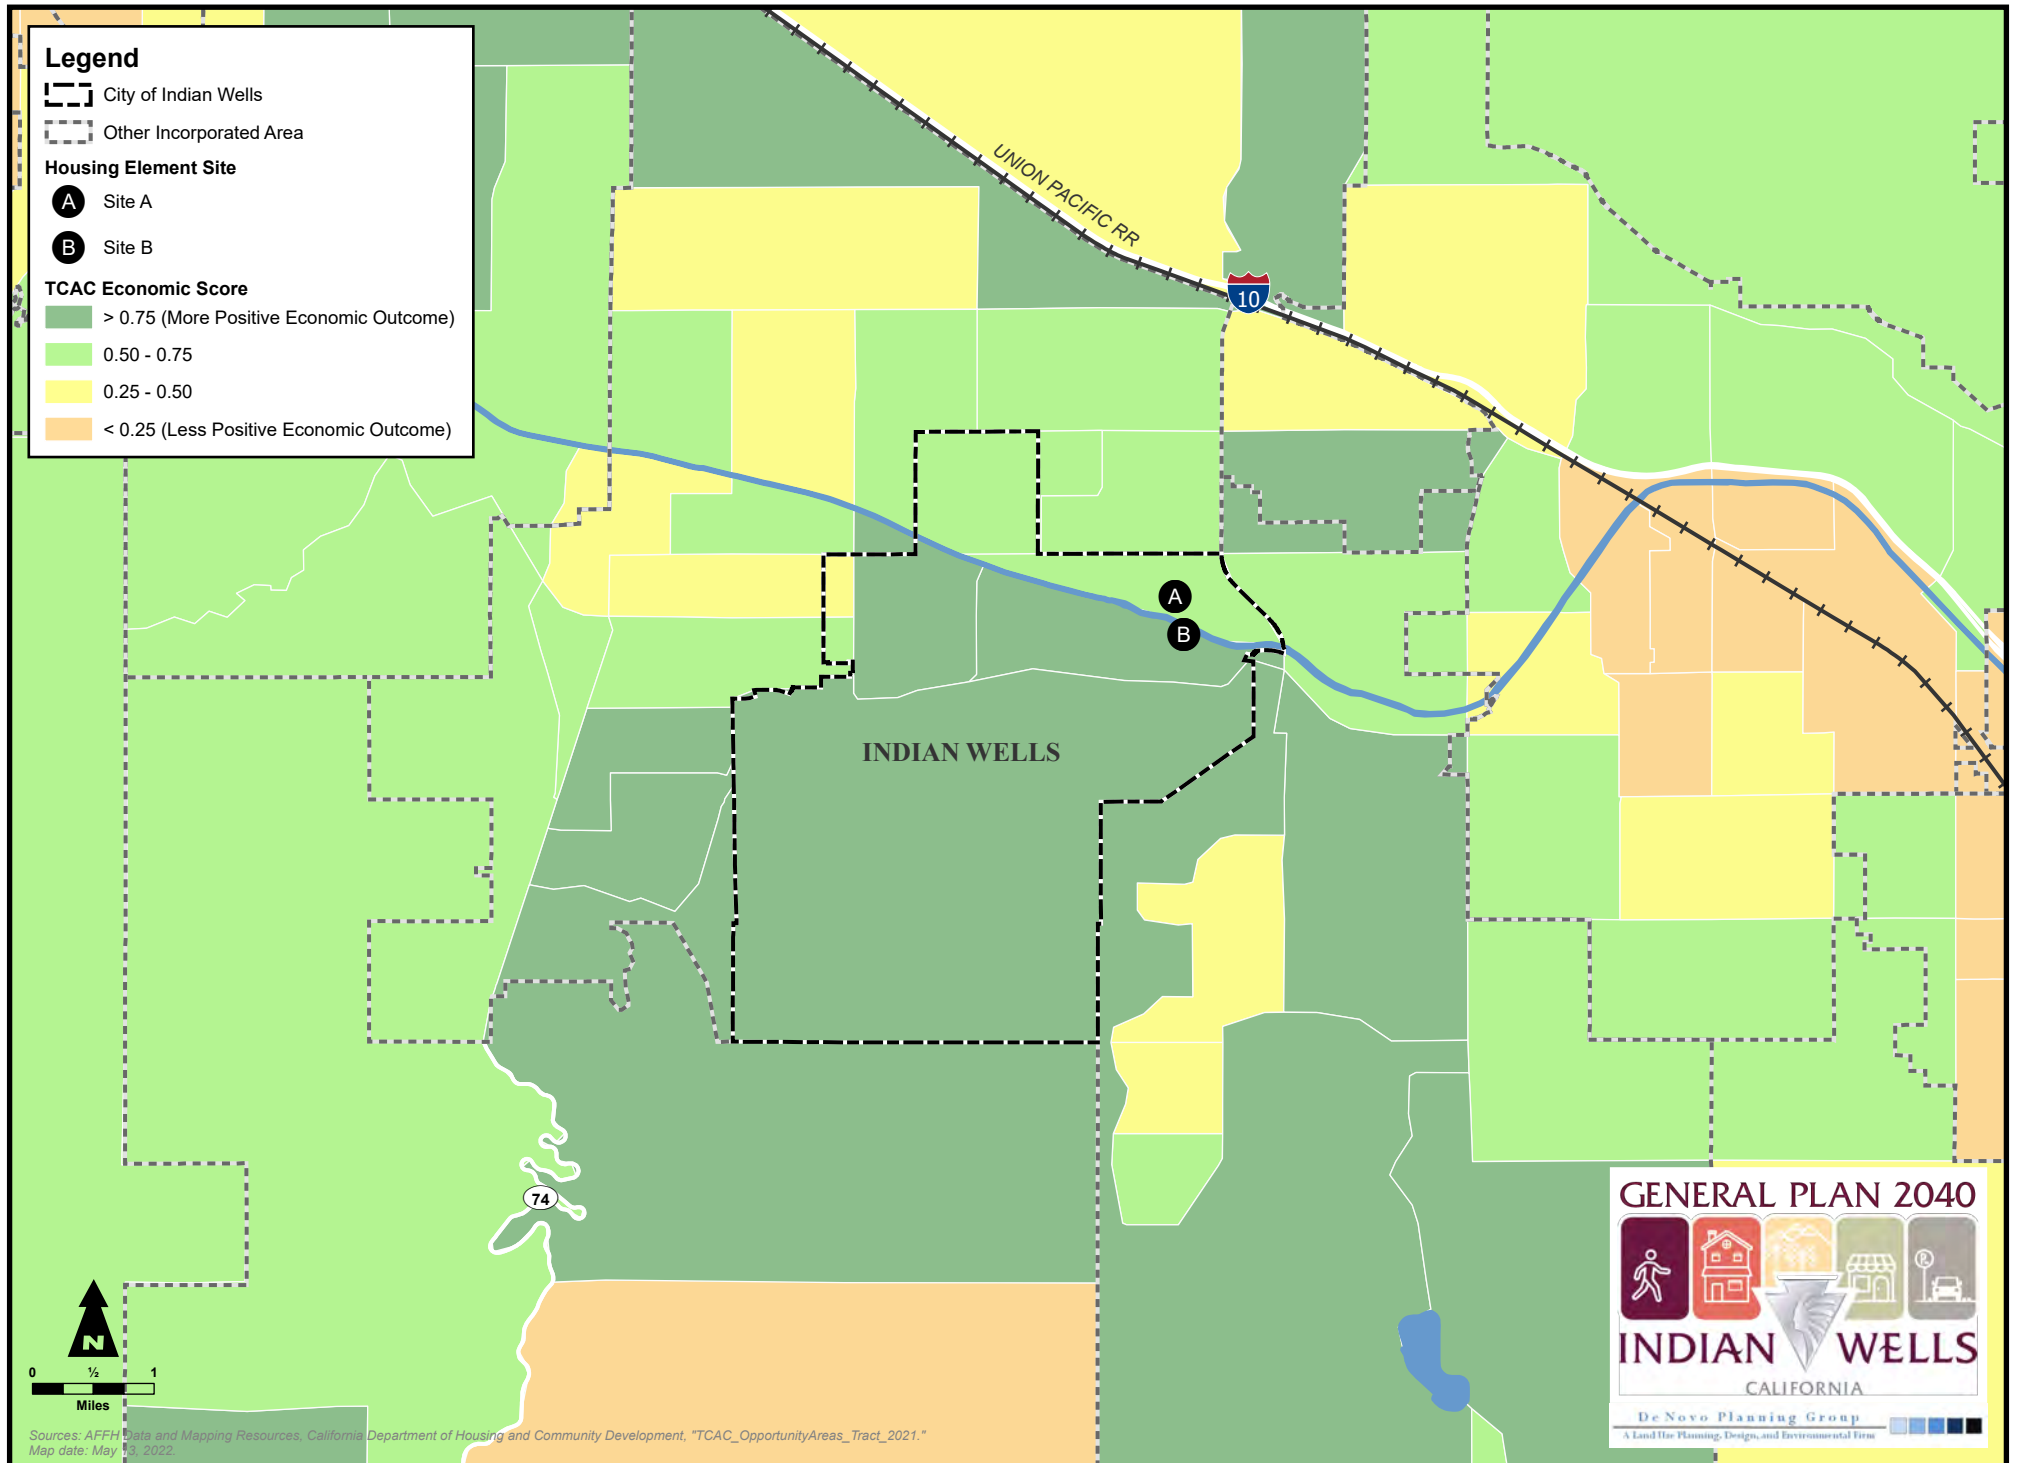 Legend
City of Indian Wells
Other Incorporated Area
Housing Element Site
A Site A
B Site B
TCAC Economic Score
> 0.75 (More Positive Economic Outcome)
0.50 - 0.75
0.25 - 0.50
< 0.25 (Less Positive Economic Outcome)
UNION PACIFIC RR
10
A
B
INDIAN WELLS
74
N
0 ½ 1
Miles
Sources: AFFH Data and Mapping Resources, California Department of Housing and Community Development, "TCAC_OpportunityAreas_Tract_2021."
Map date: May 13, 2022.
GENERAL PLAN 2040
INDIAN WELLS
CALIFORNIA
De Novo Planning Group
A Land Use Planning, Design, and Environmental Firm